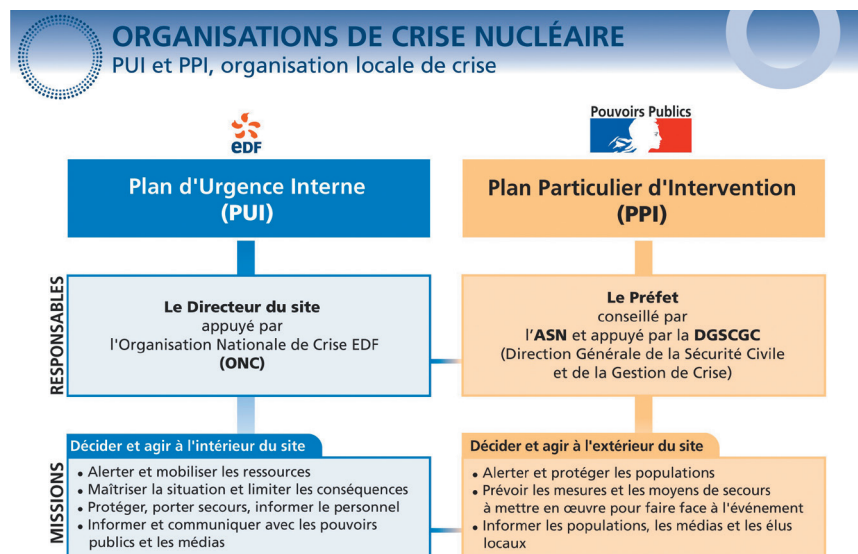 ORGANISATIONS DE CRISE NUCLÉAIRE
PUI et PPI, organisation locale de crise
eDF
Plan d'Urgence Interne
(PUI)
RESPONSABLES
Le Directeur du site
appuyé par
l'Organisation Nationale de Crise EDF
(ONC)
MISSIONS
Décider et agir à l'intérieur du site
• Alerter et mobiliser les ressources
• Maîtriser la situation et limiter les conséquences
• Protéger, porter secours, informer le personnel
• Informer et communiquer avec les pouvoirs
publics et les médias
Pouvoirs Publics
Plan Particulier d'Intervention
(PPI)
Le Préfet
conseillé par
l'ASN et appuyé par la DGSCGC
(Direction Générale de la Sécurité Civile
et de la Gestion de Crise)
Décider et agir à l'extérieur du site
• Alerter et protéger les populations
• Prévoir les mesures et les moyens de secours
à mettre en œuvre pour faire face à l'événement
• Informer les populations, les médias et les élus
locaux